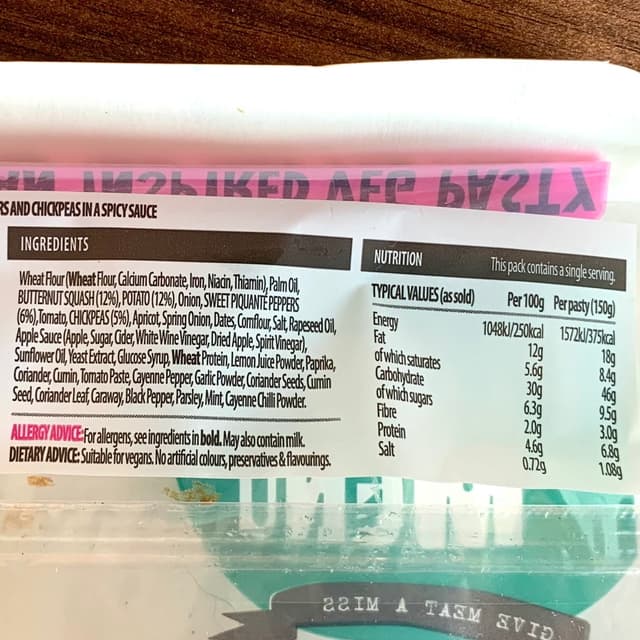 INSPIRED VEG PASTY
RS AND CHICKPEAS IN A SPICY SAUCE
INGREDIENTS
Wheat Flour (Wheat Flour, Calcium Carbonate, Iron, Niacin, Thiamin), Palm Oil,
BUTTERNUT SQUASH (12%), POTATO (12%), Onion, SWEET PIQUANTÉ PEPPERS
(6%), Tomato, CHICKPEAS (5%), Apricot, Spring Onion, Dates, Cornflour, Salt, Rapeseed Oil,
Apple Sauce (Apple, Sugar, Cider, White Wine Vinegar, Dried Apple, Spirit Vinegar),
Sunflower Oil, Yeast Extract, Glucose Syrup, Wheat Protein, Lemon Juice Powder, Paprika,
Coriander, Cumin, Tomato Paste, Cayenne Pepper, Garlic Powder, Coriander Seeds, Cumin
Seed, Coriander Leaf, Caraway, Black Pepper, Parsley, Mint, Cayenne Chilli Powder.
ALLERGY ADVICE: For allergens, see ingredients in bold. May also contain milk.
DIETARY ADVICE: Suitable for vegans. No artificial colours, preservatives & flavourings.
NUTRITION This pack contains a single serving.
TYPICAL VALUES (as sold) Per 100g Per pasty (150g)
Energy 1048kJ/250kcal 1572kJ/375kcal
Fat 12g 18g
of which saturates 5.6g 8.4g
Carbohydrate 30g 46g
of which sugars 6.3g 9.5g
Fibre 2.0g 3.0g
Protein 4.6g 6.8g
Salt 0.72g 1.08g
GIVE MEAT A MISS